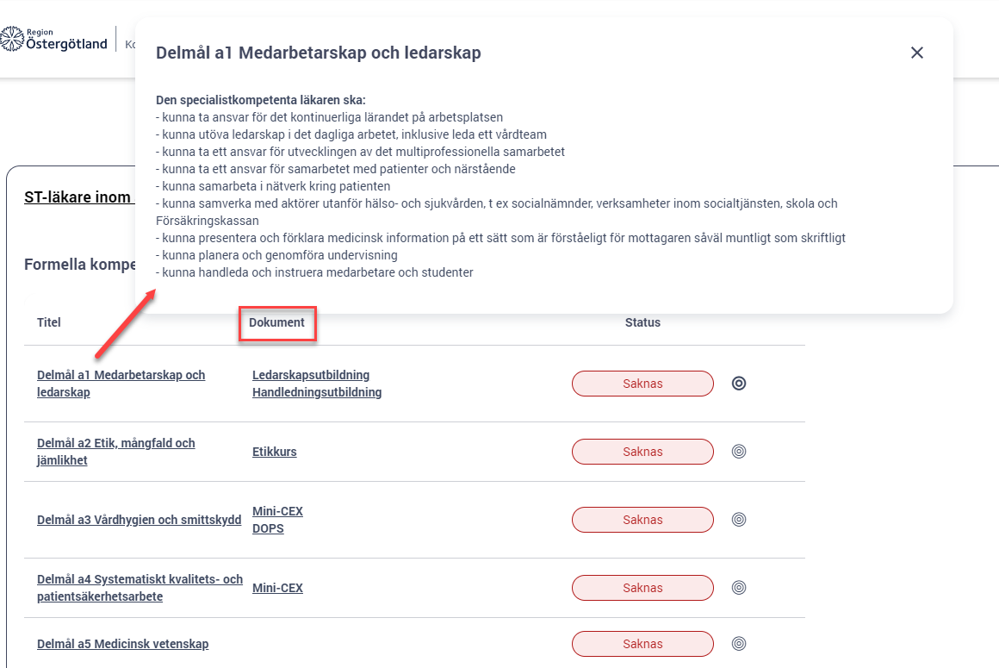 Region
Östergötland
Delmål a1 Medarbetarskap och ledarskap
Den specialistkompetenta läkaren ska:
- kunna ta ansvar för det kontinuerliga lärandet på arbetsplatsen
- kunna utöva ledarskap i det dagliga arbetet, inklusive leda ett vårdteam
- kunna ta ett ansvar för utvecklingen av det multiprofessionella samarbetet
- kunna ta ett ansvar för samarbetet med patienter och närstående
- kunna samarbeta i nätverk kring patienten
- kunna samverka med aktörer utanför hälso- och sjukvården, t ex socialnämnder, verksamheter inom socialtjänsten, skola och
Försäkringskassan
- kunna presentera och förklara medicinsk information på ett sätt som är förståeligt för mottagaren såväl muntligt som skriftligt
- kunna planera och genomföra undervisning
- kunna handleda och instruera medarbetare och studenter
ST-läkare inom
Formella kompe
Titel Dokument Status
Delmål a1 Medarbetarskap och
ledarskap
Ledarskapsutbildning
Handledningsutbildning
Saknas
Delmål a2 Etik, mångfald och
jämlikhet
Etikkurs
Saknas
Delmål a3 Vårdhygien och smittskydd
Mini-CEX
DOPS
Saknas
Delmål a4 Systematiskt kvalitets- och
patientsäkerhetsarbete
Mini-CEX
Saknas
Delmål a5 Medicinsk vetenskap
Saknas